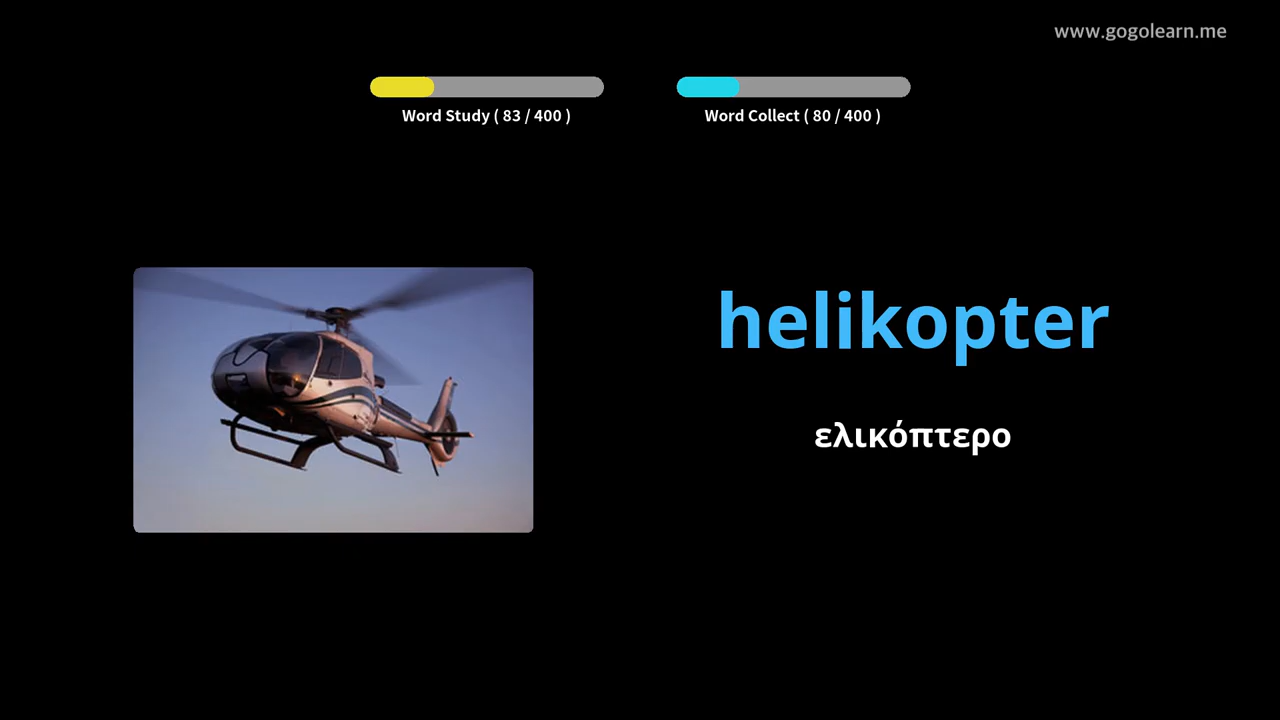 www.gogolearn.me
Word Study ( 83 / 400 )
Word Collect ( 80 / 400 )
helikopter
ελικόπτερο